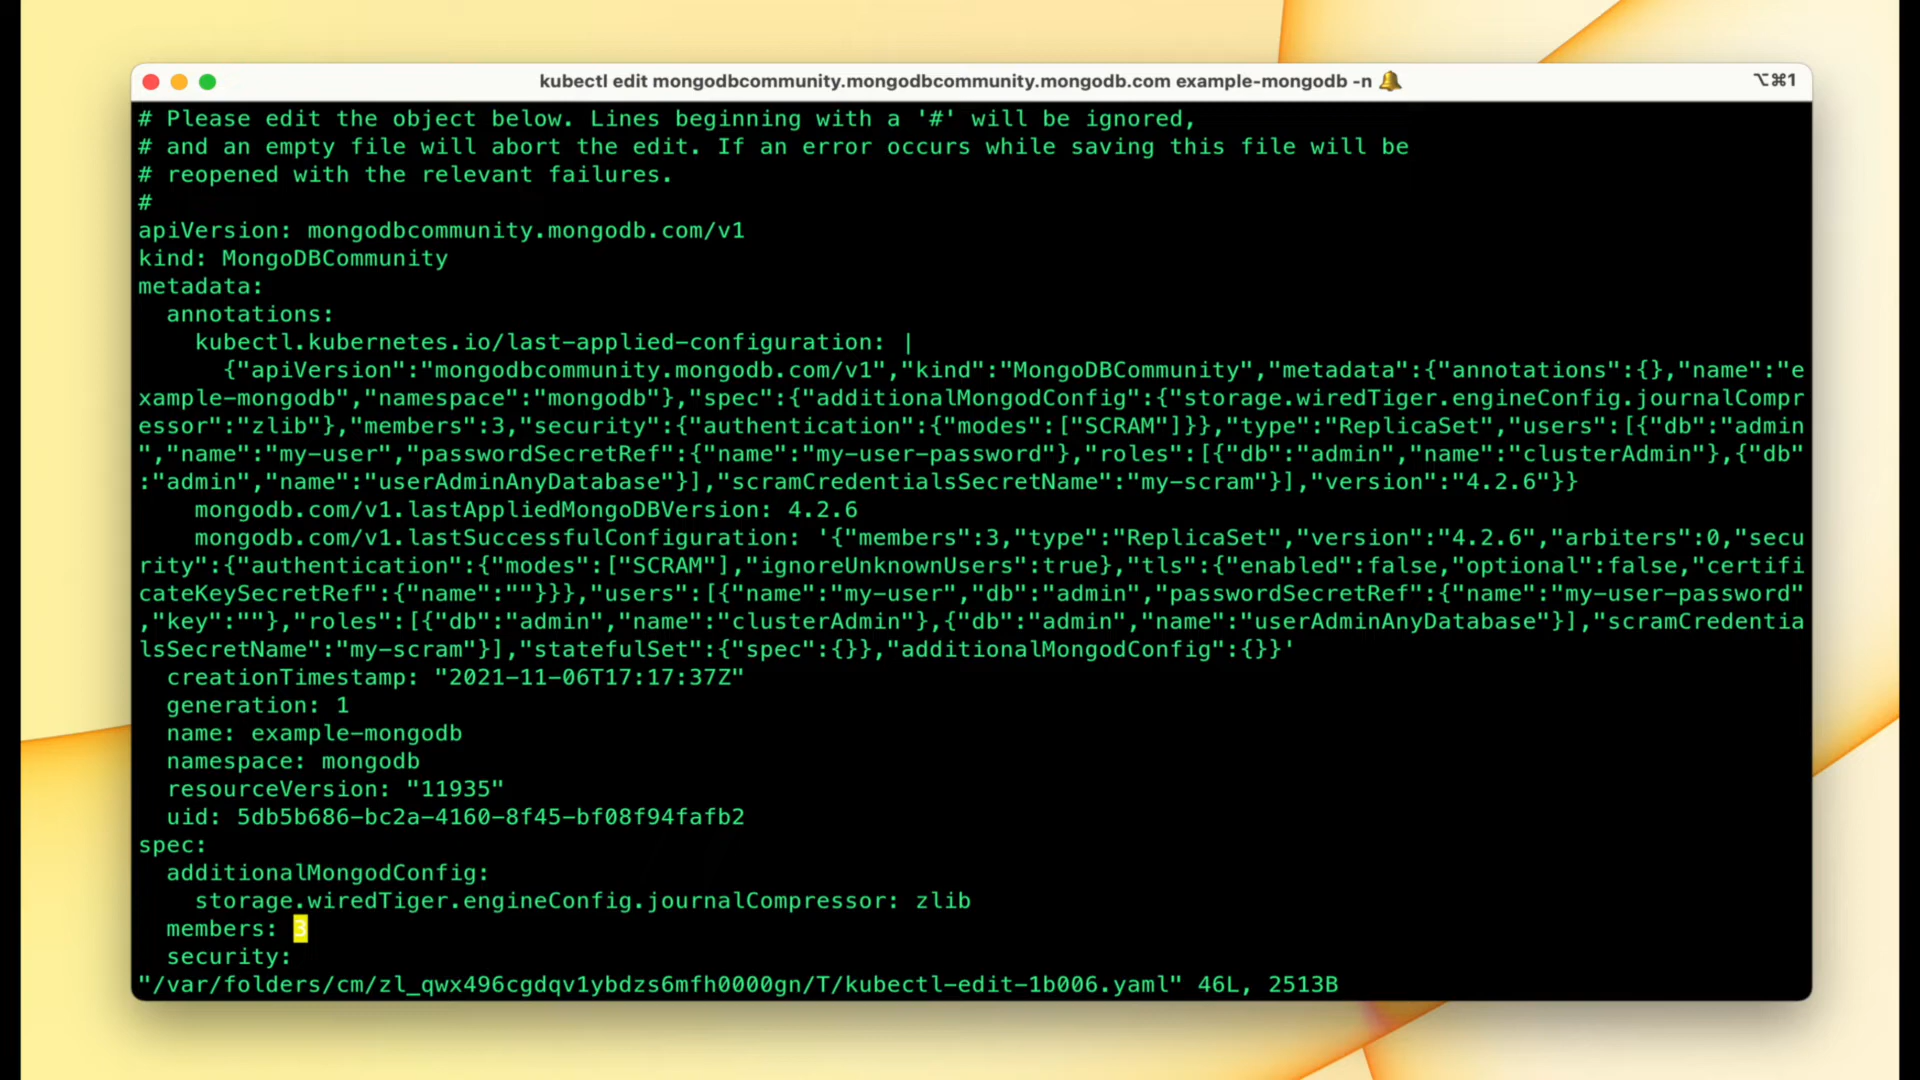 kubectl edit mongodbcommunity.mongodbcommunity.mongodb.com example-mongodb -n 🔔
⌥⌘1
# Please edit the object below. Lines beginning with a '#' will be ignored,
# and an empty file will abort the edit. If an error occurs while saving this file will be
# reopened with the relevant failures.
#
apiVersion: mongodbcommunity.mongodb.com/v1
kind: MongoDBCommunity
metadata:
  annotations:
    kubectl.kubernetes.io/last-applied-configuration: |
      {"apiVersion":"mongodbcommunity.mongodb.com/v1","kind":"MongoDBCommunity","metadata":{"annotations":{},"name":"e
xample-mongodb","namespace":"mongodb"},"spec":{"additionalMongodConfig":{"storage.wiredTiger.engineConfig.journalCompr
essor":"zlib"},"members":3,"security":{"authentication":{"modes":["SCRAM"]}},"type":"ReplicaSet","users":[{"db":"admin
","name":"my-user","passwordSecretRef":{"name":"my-user-password"},"roles":[{"db":"admin","name":"clusterAdmin"},{"db"
:"admin","name":"userAdminAnyDatabase"}],"scramCredentialsSecretName":"my-scram"}],"version":"4.2.6"}}
    mongodb.com/v1.lastAppliedMongoDBVersion: 4.2.6
    mongodb.com/v1.lastSuccessfulConfiguration: '{"members":3,"type":"ReplicaSet","version":"4.2.6","arbiters":0,"secu
rity":{"authentication":{"modes":["SCRAM"],"ignoreUnknownUsers":true},"tls":{"enabled":false,"optional":false,"certifi
cateKeySecretRef":{"name":""}}},"users":[{"name":"my-user","db":"admin","passwordSecretRef":{"name":"my-user-password"
,"key":""},"roles":[{"db":"admin","name":"clusterAdmin"},{"db":"admin","name":"userAdminAnyDatabase"}],"scramCredentia
lsSecretName":"my-scram"}],"statefulSet":{"spec":{}},"additionalMongodConfig":{}}'
  creationTimestamp: "2021-11-06T17:17:37Z"
  generation: 1
  name: example-mongodb
  namespace: mongodb
  resourceVersion: "11935"
  uid: 5db5b686-bc2a-4160-8f45-bf08f94fafb2
spec:
  additionalMongodConfig:
    storage.wiredTiger.engineConfig.journalCompressor: zlib
  members: 3
  security:
"/var/folders/cm/zl_qwx496cgdqv1ybdzs6mfh0000gn/T/kubectl-edit-1b006.yaml" 46L, 2513B